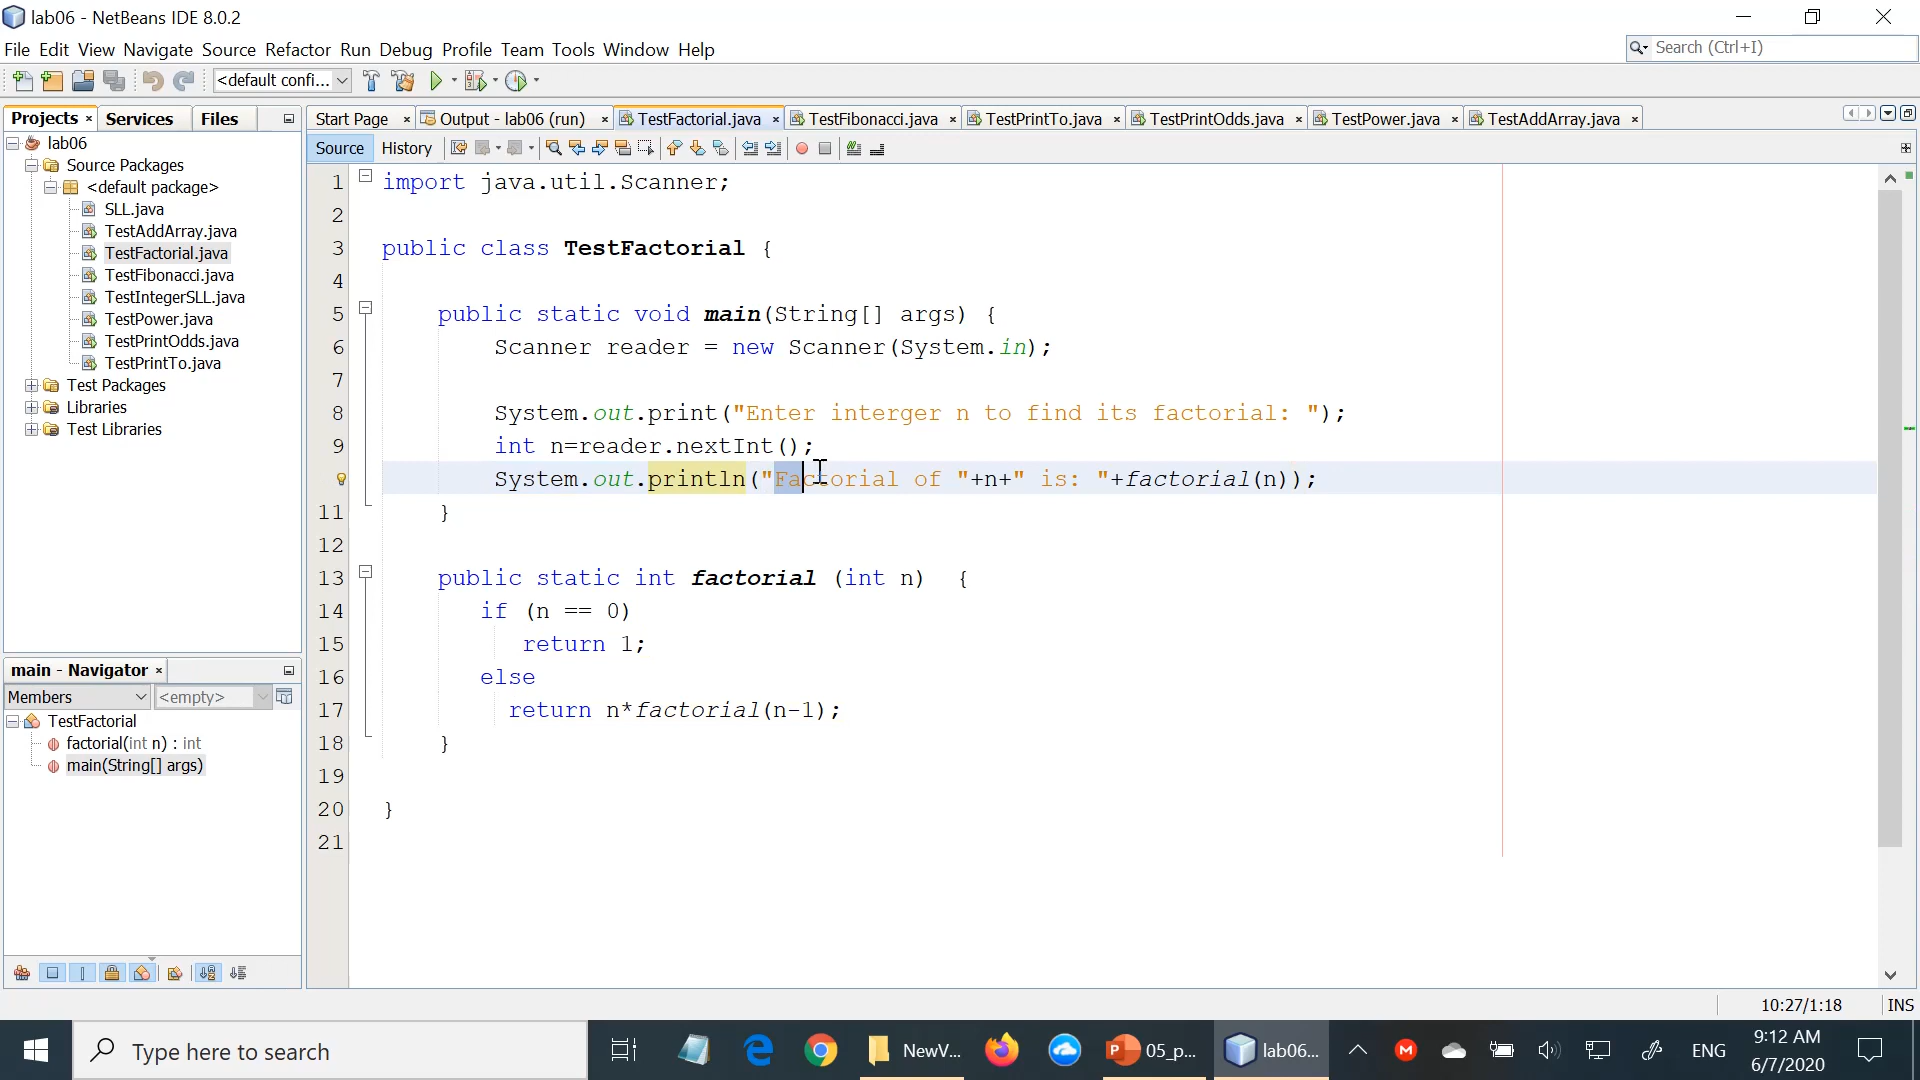 lab06 - NetBeans IDE 8.0.2
File Edit View Navigate Source Refactor Run Debug Profile Team Tools Window Help
Search (Ctrl+I)
<default confi...
Projects Services Files
Start Page Output - lab06 (run) TestFactorial.java TestFibonacci.java TestPrintTo.java TestPrintOdds.java TestPower.java TestAddArray.java
Source History
lab06
Source Packages
<default package>
SLL.java
TestAddArray.java
TestFactorial.java
TestFibonacci.java
TestIntegerSLL.java
TestPower.java
TestPrintOdds.java
TestPrintTo.java
Test Packages
Libraries
Test Libraries
main - Navigator
Members <empty>
TestFactorial
factorial(int n) : int
main(String[] args)
1 import java.util.Scanner;
2
3 public class TestFactorial {
4
5 public static void main(String[] args) {
6 Scanner reader = new Scanner(System.in);
7
8 System.out.print("Enter interger n to find its factorial: ");
9 int n=reader.nextInt();
System.out.println("Factorial of "+n+" is: "+factorial(n));
11 }
12
13 public static int factorial (int n) {
14 if (n == 0)
15 return 1;
16 else
17 return n*factorial(n-1);
18 }
19
20 }
21
10:27/1:18 INS
Type here to search
NewV...
05_p...
lab06...
ENG
9:12 AM
6/7/2020